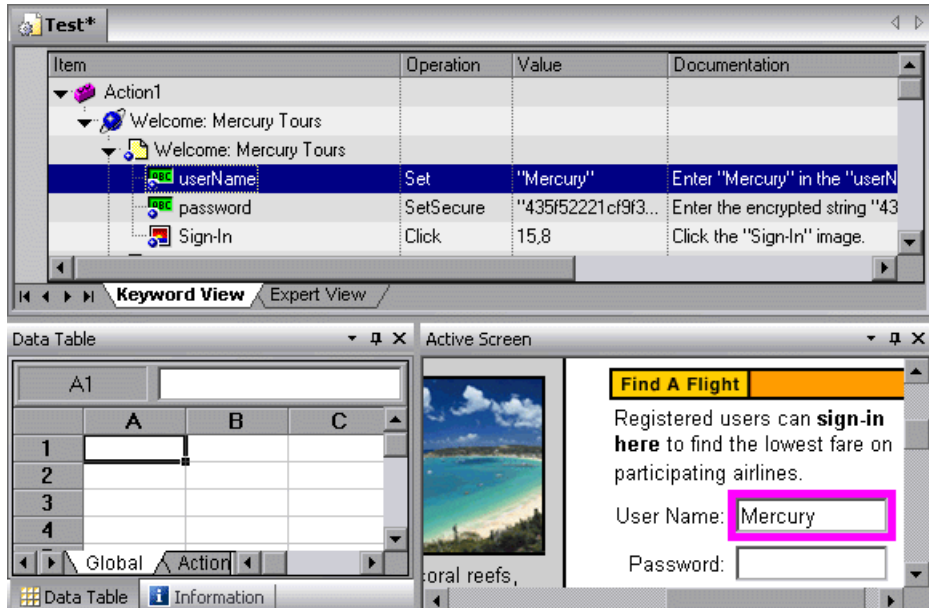 Test*
Item Operation Value Documentation
Action1
Welcome: Mercury Tours
Welcome: Mercury Tours
userName Set "Mercury" Enter "Mercury" in the "userN
password SetSecure "435f52221cf9f3... Enter the encrypted string "43
Sign-In Click 15,8 Click the "Sign-In" image.
Keyword View Expert View
Data Table
A1
A B C
1
2
3
4
Global Action
Data Table Information
Active Screen
coral reefs,
Find A Flight
Registered users can sign-in
here to find the lowest fare on
participating airlines.
User Name: Mercury
Password: